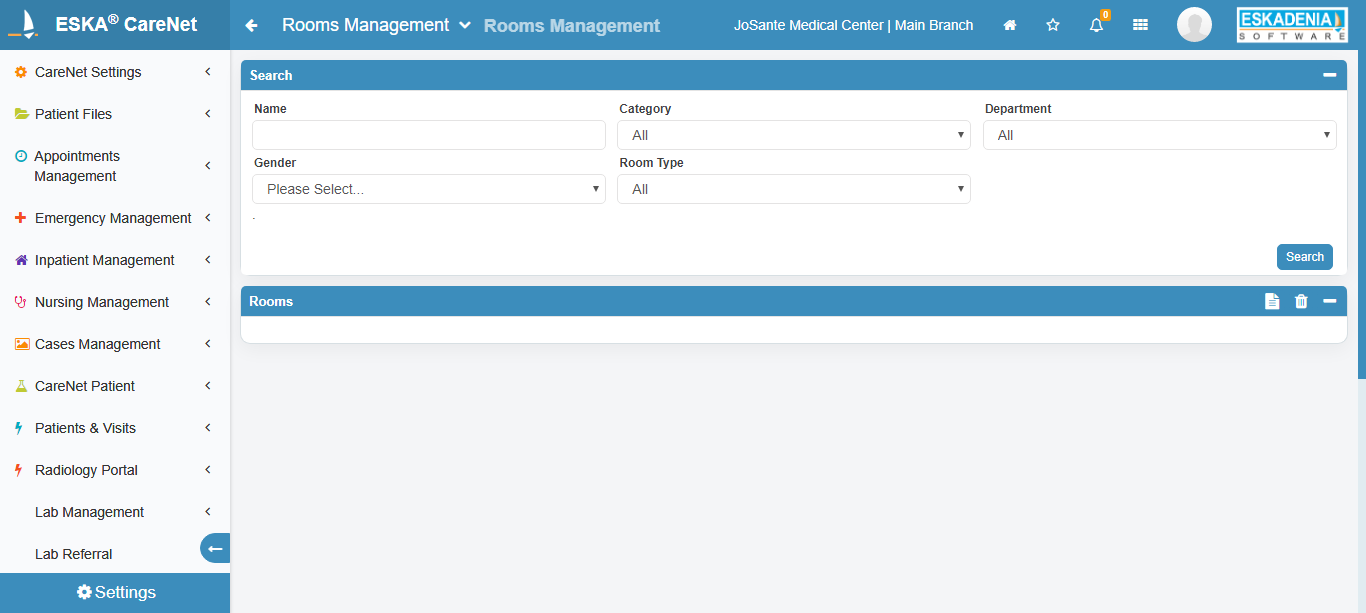 ESKA® CareNet
Rooms Management Rooms Management JoSante Medical Center | Main Branch 0 ESKADENIA
SOFTWARE
CareNet Settings
Patient Files
Appointments
Management
Emergency Management
Inpatient Management
Nursing Management
Cases Management
CareNet Patient
Patients & Visits
Radiology Portal
Lab Management
Lab Referral
Settings
Search
Name Category Department
All All
Gender Room Type
Please Select... All
.
Search
Rooms